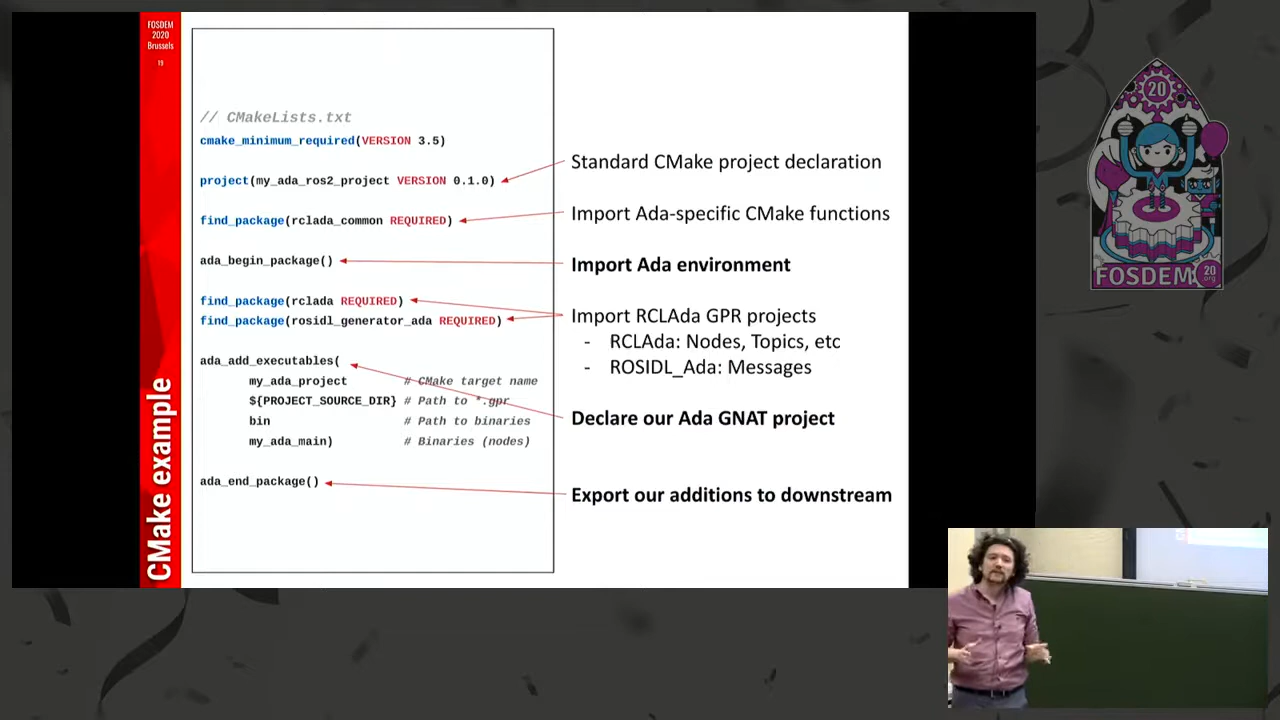 FOSDEM
2020
Brussels
19
CMake example
// CMakeLists.txt
cmake_minimum_required(VERSION 3.5)
project(my_ada_ros2_project VERSION 0.1.0)
find_package(rclada_common REQUIRED)
ada_begin_package()
find_package(rclada REQUIRED)
find_package(rosidl_generator_ada REQUIRED)
ada_add_executables(
my_ada_project # CMake target name
${PROJECT_SOURCE_DIR} # Path to *.gpr
bin # Path to binaries
my_ada_main) # Binaries (nodes)
ada_end_package()
Standard CMake project declaration
Import Ada-specific CMake functions
Import Ada environment
Import RCLAda GPR projects
- RCLAda: Nodes, Topics, etc
- ROSIDL_Ada: Messages
Declare our Ada GNAT project
Export our additions to downstream
20
FOSDEM 20
.org